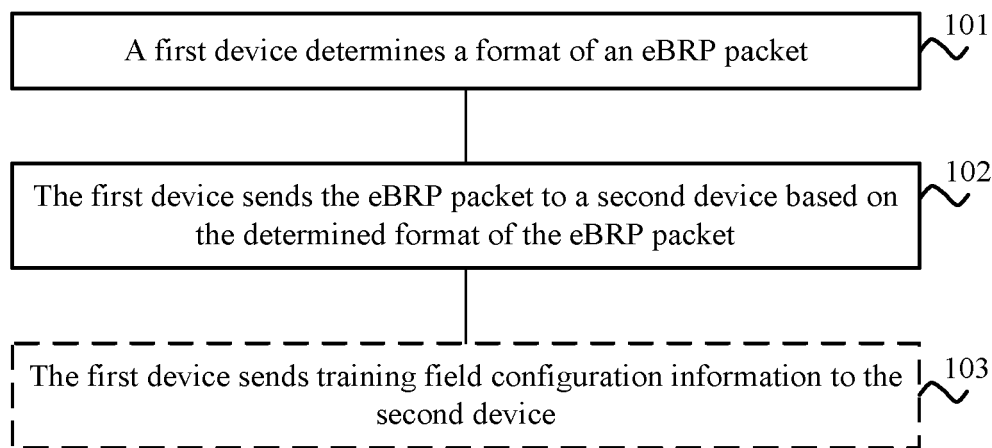 101
A first device determines a format of an eBRP packet
102
The first device sends the eBRP packet to a second device based on
the determined format of the eBRP packet
103
The first device sends training field configuration information to the
second device